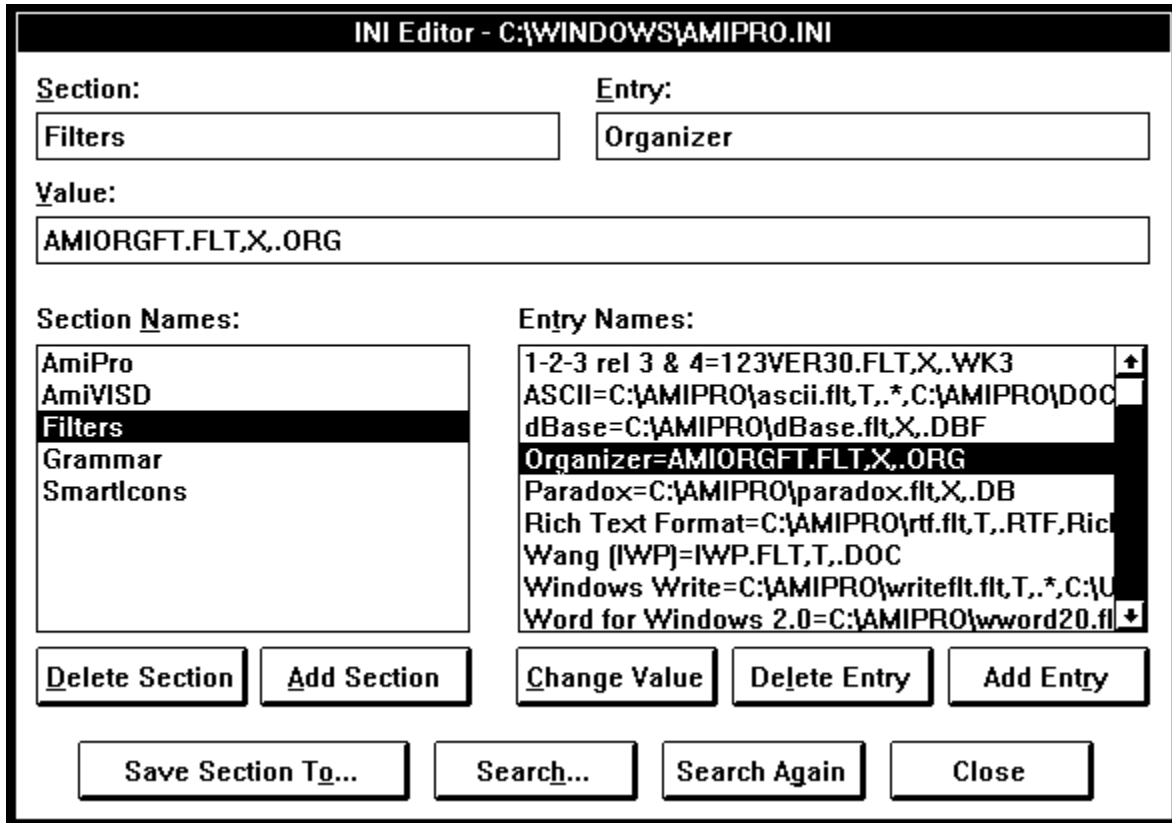 INI Editor - C:\WINDOWS\AMIPRO.INI
Section:
Entry:
Filters
Organizer
Value:
AMIORGFT.FLT,X,.ORG
Section Names:
Entry Names:
AmiPro
AmiVISD
Filters
Grammar
SmartIcons
1-2-3 rel 3 & 4=123VER30.FLT,X,.WK3
ASCII=C:\AMIPRO\ascii.flt,T,.*,C:\AMIPRO\DOC
dBase=C:\AMIPRO\dBase.flt,X,.DBF
Organizer=AMIORGFT.FLT,X,.ORG
Paradox=C:\AMIPRO\paradox.flt,X,.DB
Rich Text Format=C:\AMIPRO\rtf.flt,T,.RTF,Ricl
Wang (IWP)=IWP.FLT,T,.DOC
Windows Write=C:\AMIPRO\writeflt.flt,T,.*,C:\U
Word for Windows 2.0=C:\AMIPRO\wword20.fl
Delete Section
Add Section
Change Value
Delete Entry
Add Entry
Save Section To...
Search...
Search Again
Close